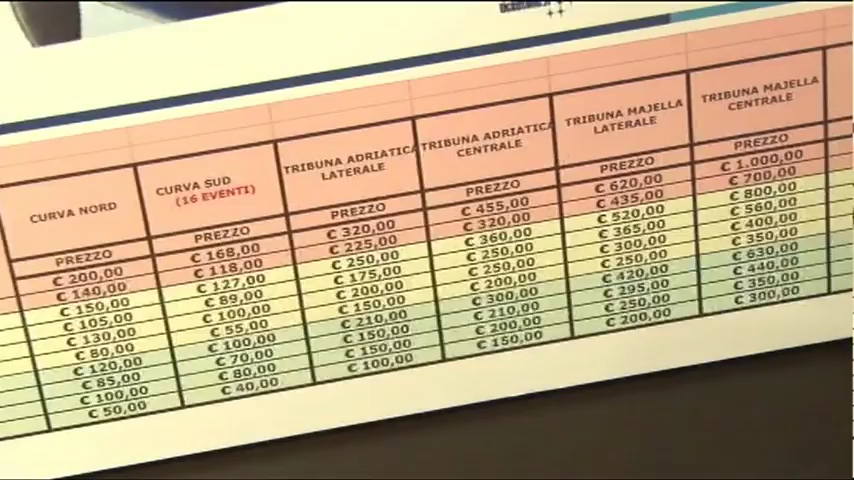 CURVA NORD
CURVA SUD
(16 EVENTI)
TRIBUNA ADRIATICA
LATERALE
TRIBUNA ADRIATICA
CENTRALE
TRIBUNA MAJELLA
LATERALE
TRIBUNA MAJELLA
CENTRALE
PREZZO PREZZO PREZZO PREZZO PREZZO PREZZO
€ 200,00 € 168,00 € 320,00 € 455,00 € 620,00 € 1.000,00
€ 140,00 € 118,00 € 225,00 € 320,00 € 435,00 € 700,00
€ 150,00 € 127,00 € 250,00 € 360,00 € 520,00 € 800,00
€ 105,00 € 89,00 € 175,00 € 250,00 € 365,00 € 560,00
€ 130,00 € 100,00 € 200,00 € 250,00 € 300,00 € 400,00
€ 80,00 € 55,00 € 150,00 € 200,00 € 250,00 € 350,00
€ 120,00 € 100,00 € 210,00 € 300,00 € 420,00 € 630,00
€ 85,00 € 70,00 € 150,00 € 210,00 € 295,00 € 440,00
€ 100,00 € 80,00 € 150,00 € 200,00 € 250,00 € 350,00
€ 50,00 € 40,00 € 100,00 € 150,00 € 200,00 € 300,00